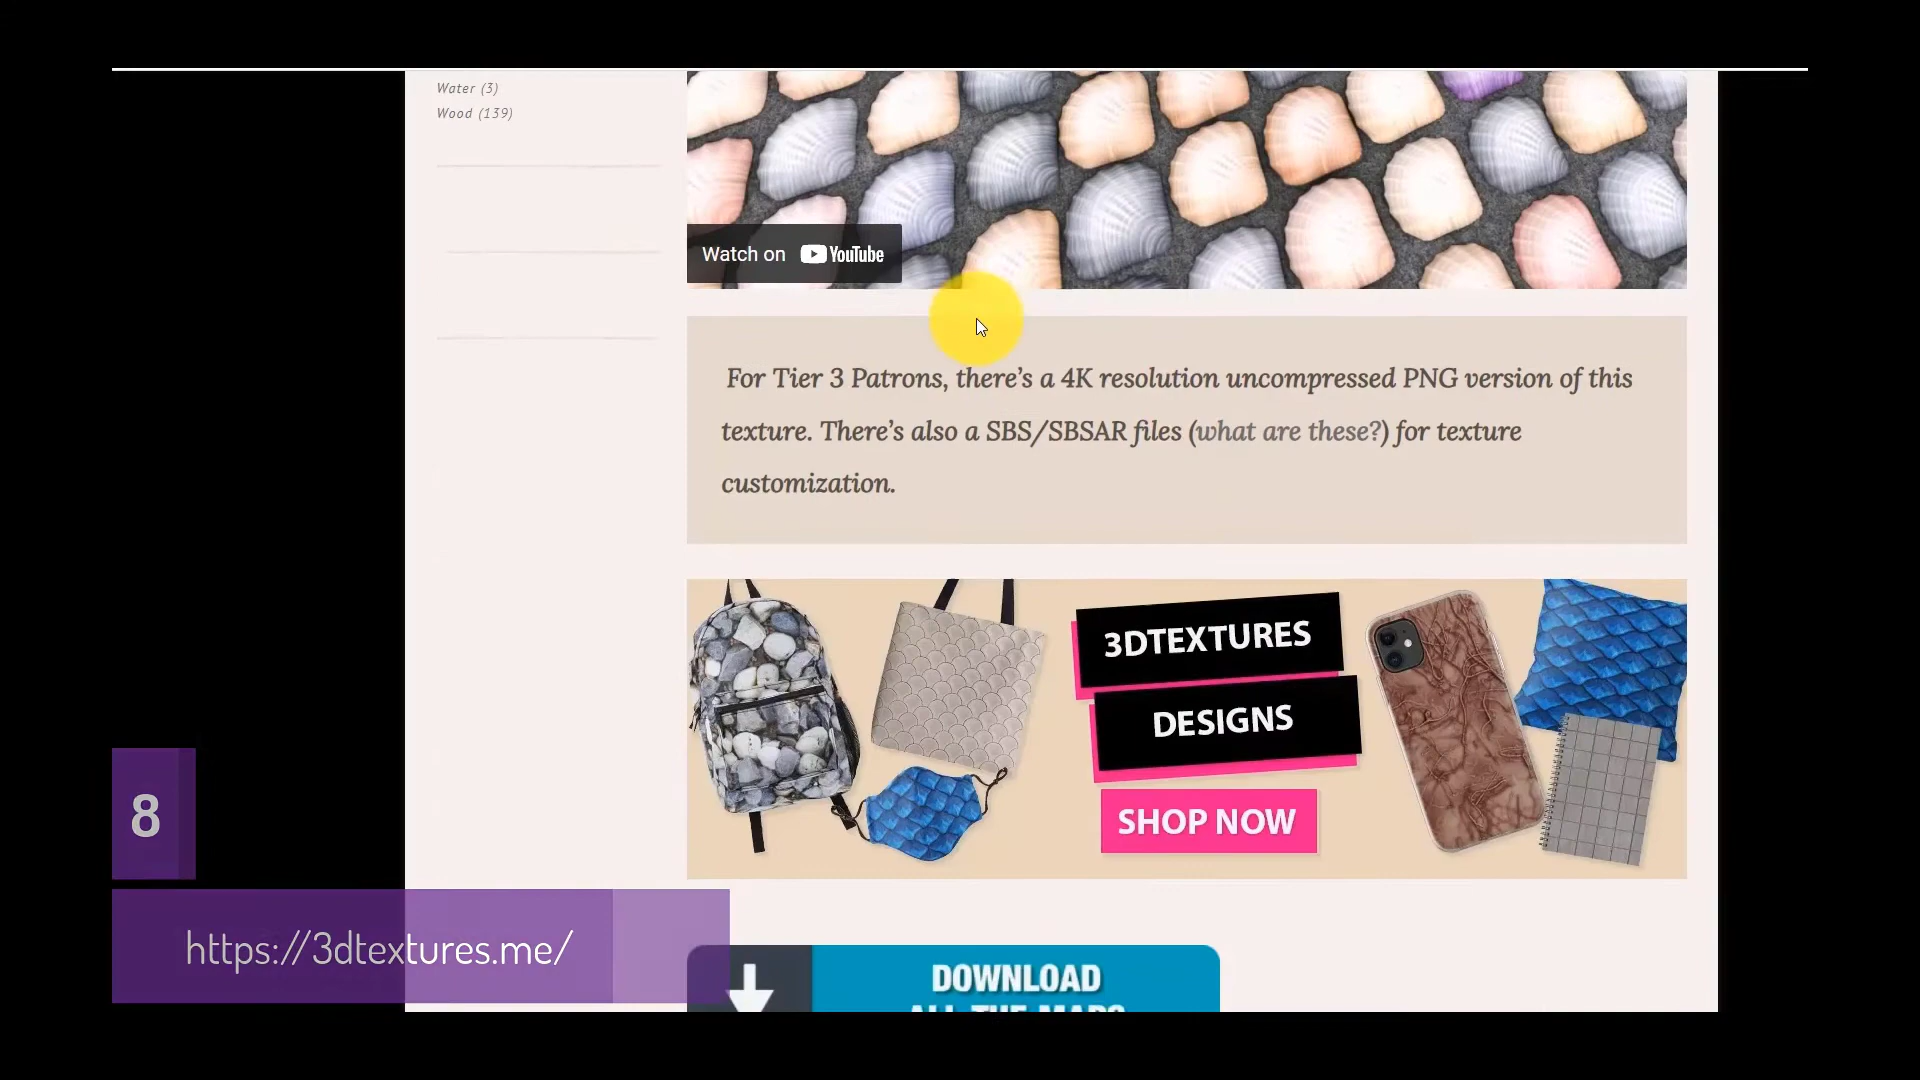 Water (3)
Wood (139)
Watch on YouTube
For Tier 3 Patrons, there's a 4K resolution uncompressed PNG version of this
texture. There's also a SBS/SBSAR files (what are these?) for texture
customization.
3DTEXTURES
DESIGNS
SHOP NOW
8
https://3dtextures.me/
DOWNLOAD
ALL THE MAPS